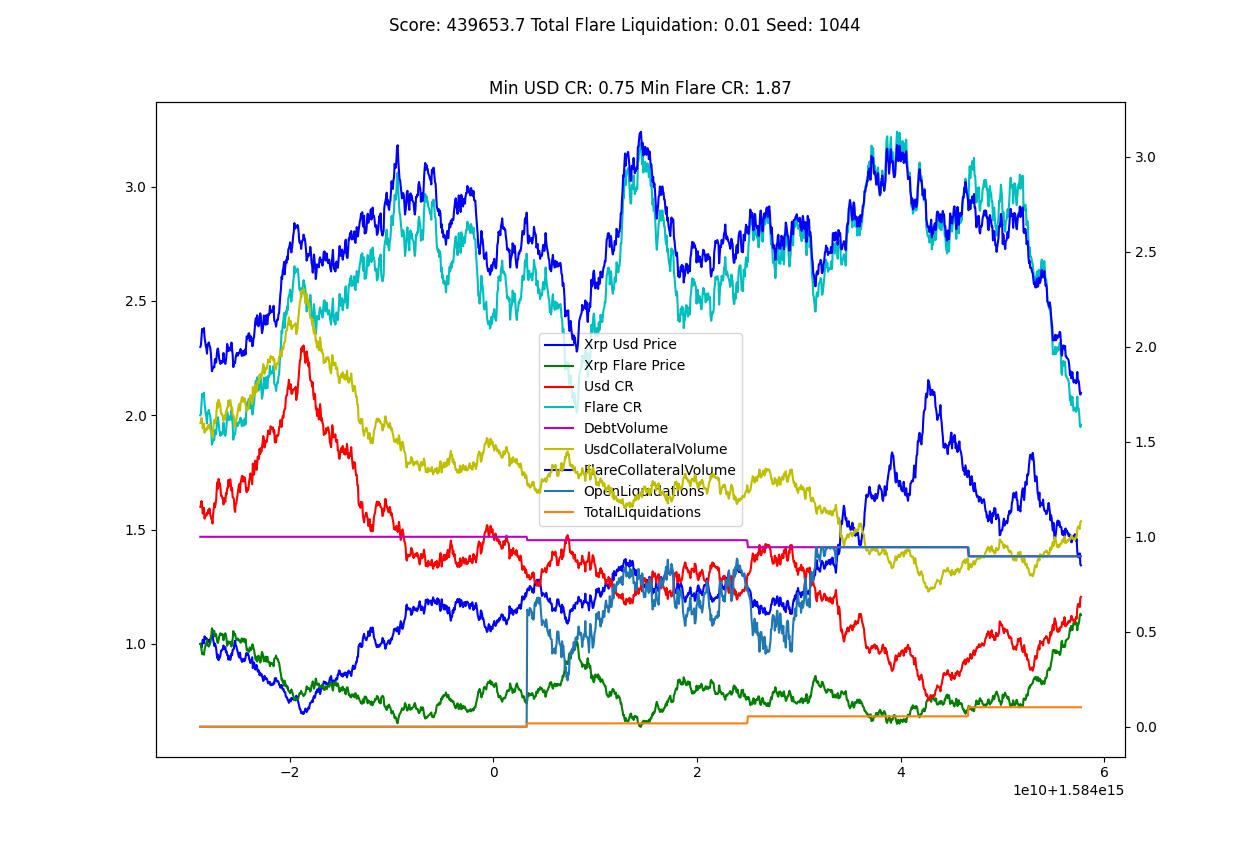 Score: 439653.7 Total Flare Liquidation: 0.01 Seed: 1044
Min USD CR: 0.75 Min Flare CR: 1.87
3.0
2.5
2.0
1.5
1.0
3.0
2.5
2.0
1.5
1.0
0.5
0.0
Xrp Usd Price
Xrp Flare Price
Usd CR
Flare CR
DebtVolume
UsdCollateralVolume
FlareCollateralVolume
OpenLiquidations
TotalLiquidations
−2 0 2 4 6
1e10+1.584e15